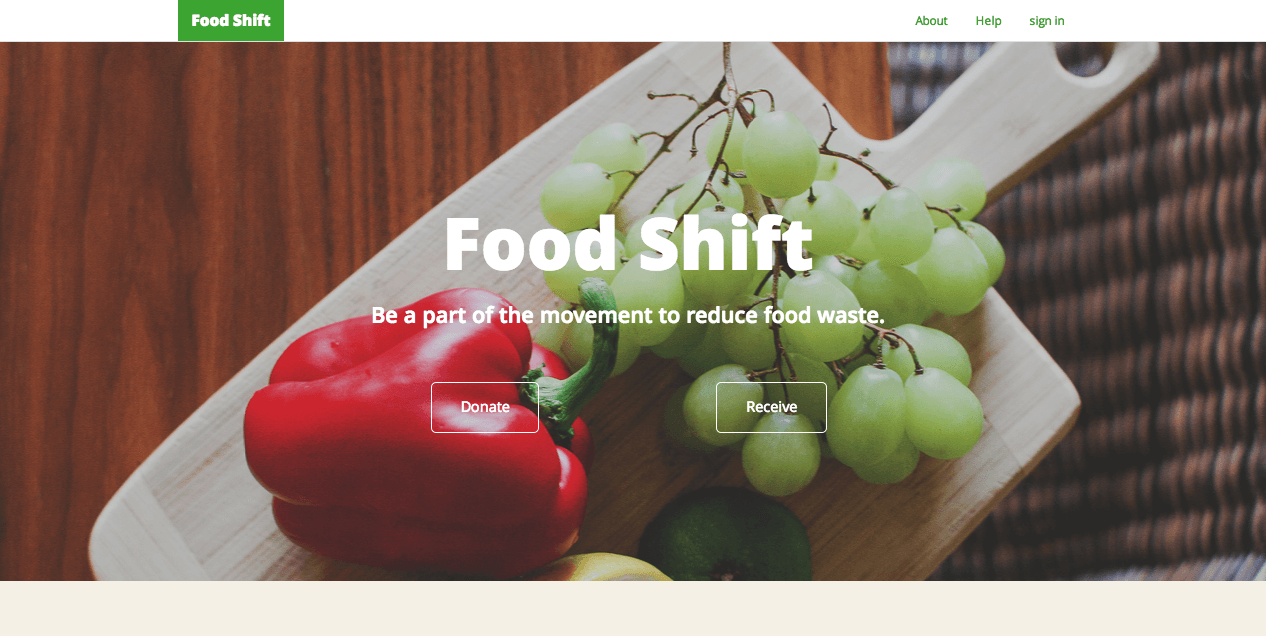 Food Shift
About Help sign in
Food Shift
Be a part of the movement to reduce food waste.
Donate Receive